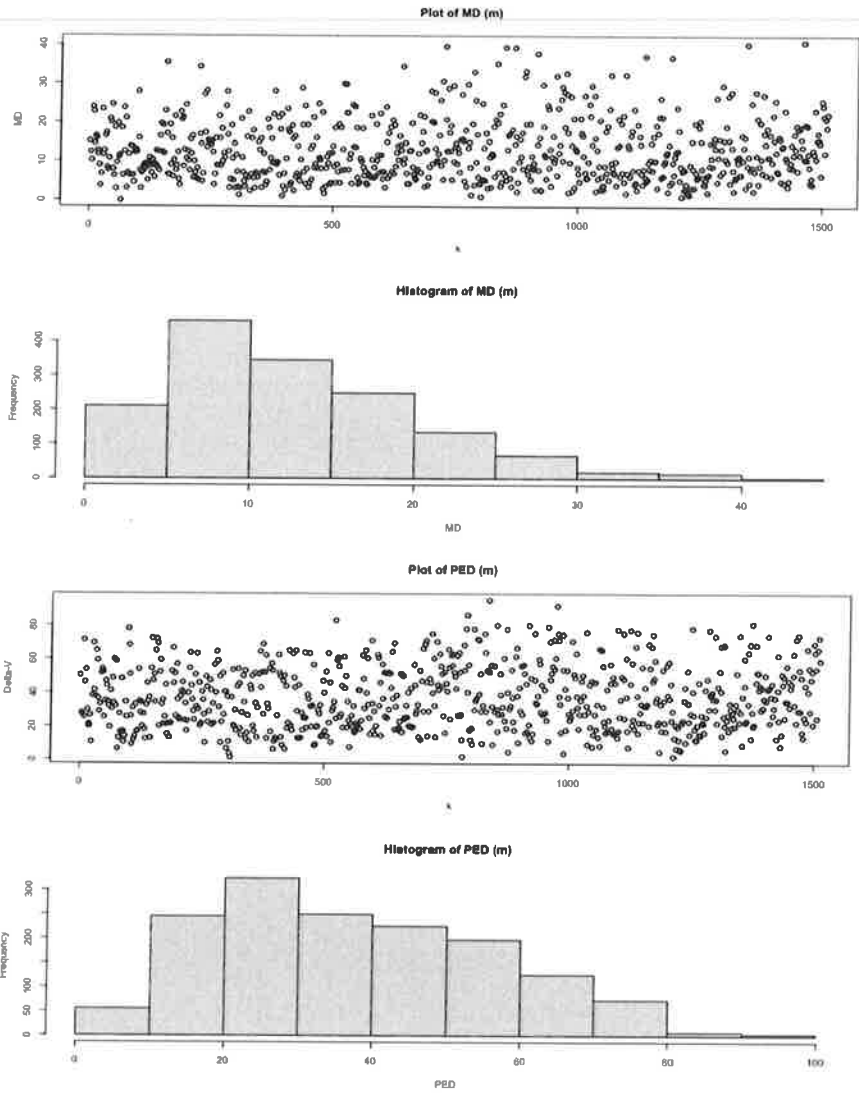 Plot of MD (m)
MD
0 10 20 30 40
0 500 1000 1500
k
Histogram of MD (m)
Frequency
0 100 200 300 400
0 10 20 30 40
MD
Plot of PED (m)
Delta-V
0 20 40 60 80
0 500 1000 1500
k
Histogram of PED (m)
Frequency
0 50 100 200 300
0 20 40 60 80 100
PED